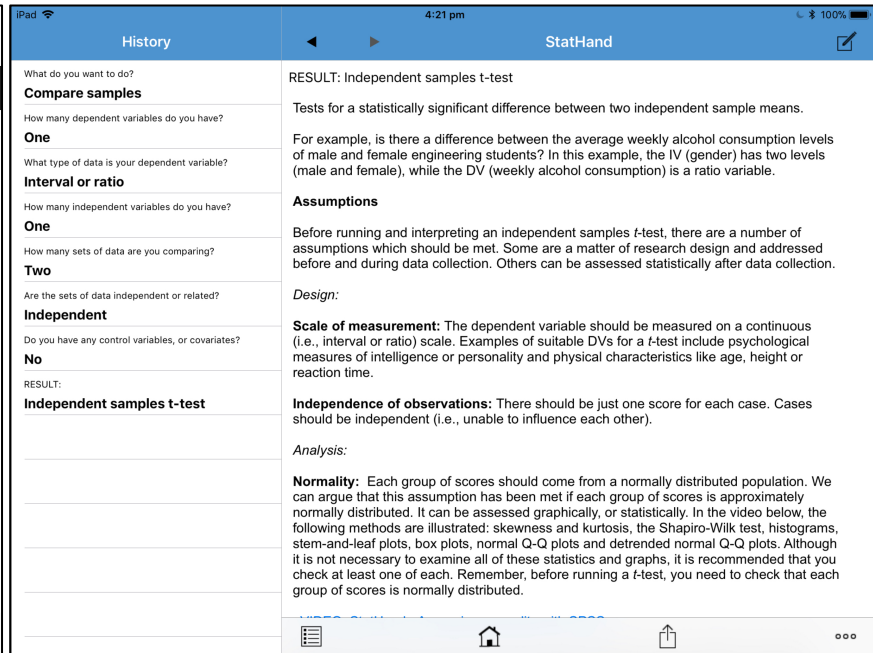 iPad
4:21 pm
100%
History
StatHand
What do you want to do?
Compare samples
How many dependent variables do you have?
One
What type of data is your dependent variable?
Interval or ratio
How many independent variables do you have?
One
How many sets of data are you comparing?
Two
Are the sets of data independent or related?
Independent
Do you have any control variables, or covariates?
No
RESULT:
Independent samples t-test
RESULT: Independent samples t-test
Tests for a statistically significant difference between two independent sample means.
For example, is there a difference between the average weekly alcohol consumption levels
of male and female engineering students? In this example, the IV (gender) has two levels
(male and female), while the DV (weekly alcohol consumption) is a ratio variable.
Assumptions
Before running and interpreting an independent samples t-test, there are a number of
assumptions which should be met. Some are a matter of research design and addressed
before and during data collection. Others can be assessed statistically after data collection.
Design:
Scale of measurement: The dependent variable should be measured on a continuous
(i.e., interval or ratio) scale. Examples of suitable DVs for a t-test include psychological
measures of intelligence or personality and physical characteristics like age, height or
reaction time.
Independence of observations: There should be just one score for each case. Cases
should be independent (i.e., unable to influence each other).
Analysis:
Normality: Each group of scores should come from a normally distributed population. We
can argue that this assumption has been met if each group of scores is approximately
normally distributed. It can be assessed graphically, or statistically. In the video below, the
following methods are illustrated: skewness and kurtosis, the Shapiro-Wilk test, histograms,
stem-and-leaf plots, box plots, normal Q-Q plots and detrended normal Q-Q plots. Although
it is not necessary to examine all of these statistics and graphs, it is recommended that you
check at least one of each. Remember, before running a t-test, you need to check that each
group of scores is normally distributed.